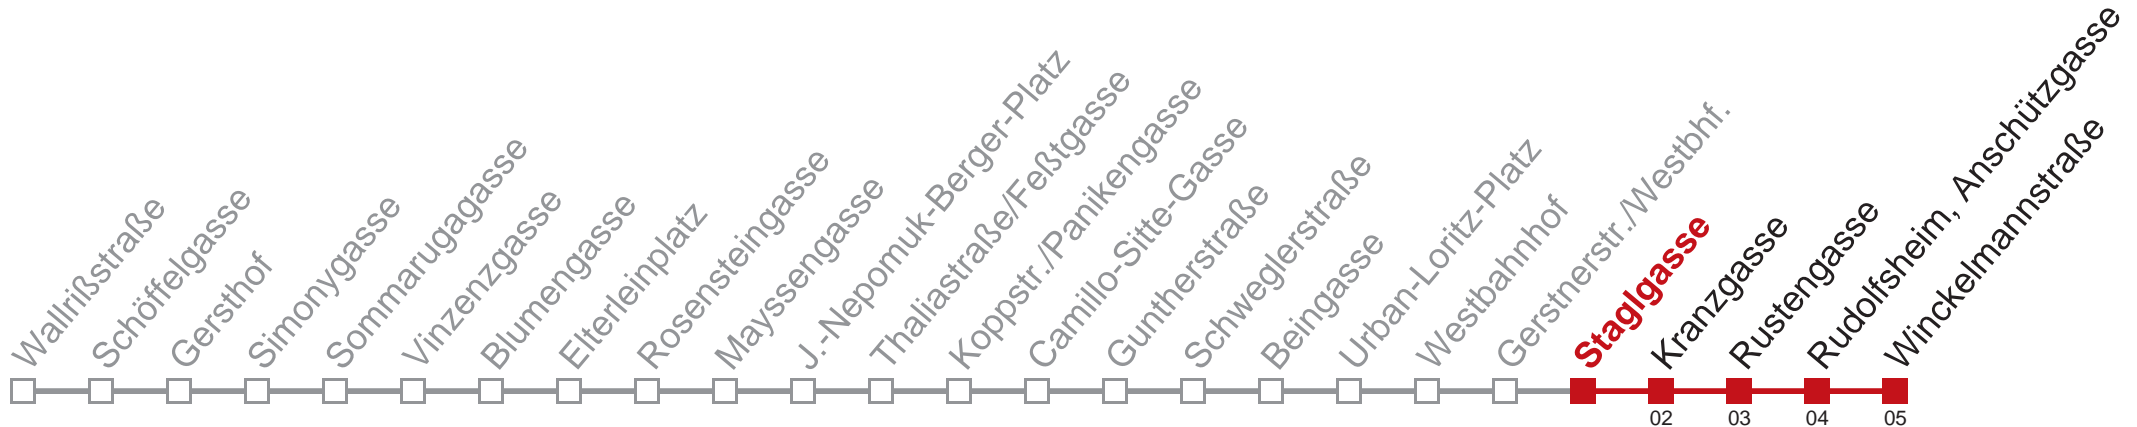 Wallrißstraße
Schöffelgasse
Gersthof
Simonygasse
Sommarugagasse
Vinzenzgasse
Blumengasse
Elterleinplatz
Rosensteingasse
Mayssengasse
J.-Nepomuk-Berger-Platz
Thaliastraße/Feßtgasse
Koppstr./Panikengasse
Camillo-Sitte-Gasse
Guntherstraße
Schweglerstraße
Beingasse
Urban-Loritz-Platz
Westbahnhof
Gerstnerstr./Westbhf.
Staglgasse
Kranzgasse
Rustengasse
Rudolfsheim, Anschützgasse
Winckelmannstraße
02
03
04
05